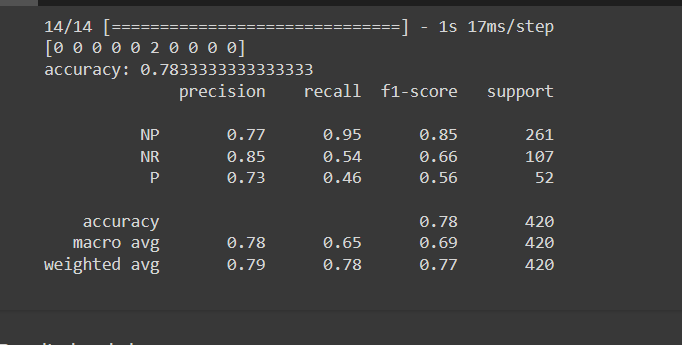 14/14 [==============================] - 1s 17ms/step
[0 0 0 0 0 2 0 0 0 0]
accuracy: 0.7833333333333333
precision recall f1-score support
NP 0.77 0.95 0.85 261
NR 0.85 0.54 0.66 107
P 0.73 0.46 0.56 52
accuracy 0.78 420
macro avg 0.78 0.65 0.69 420
weighted avg 0.79 0.78 0.77 420